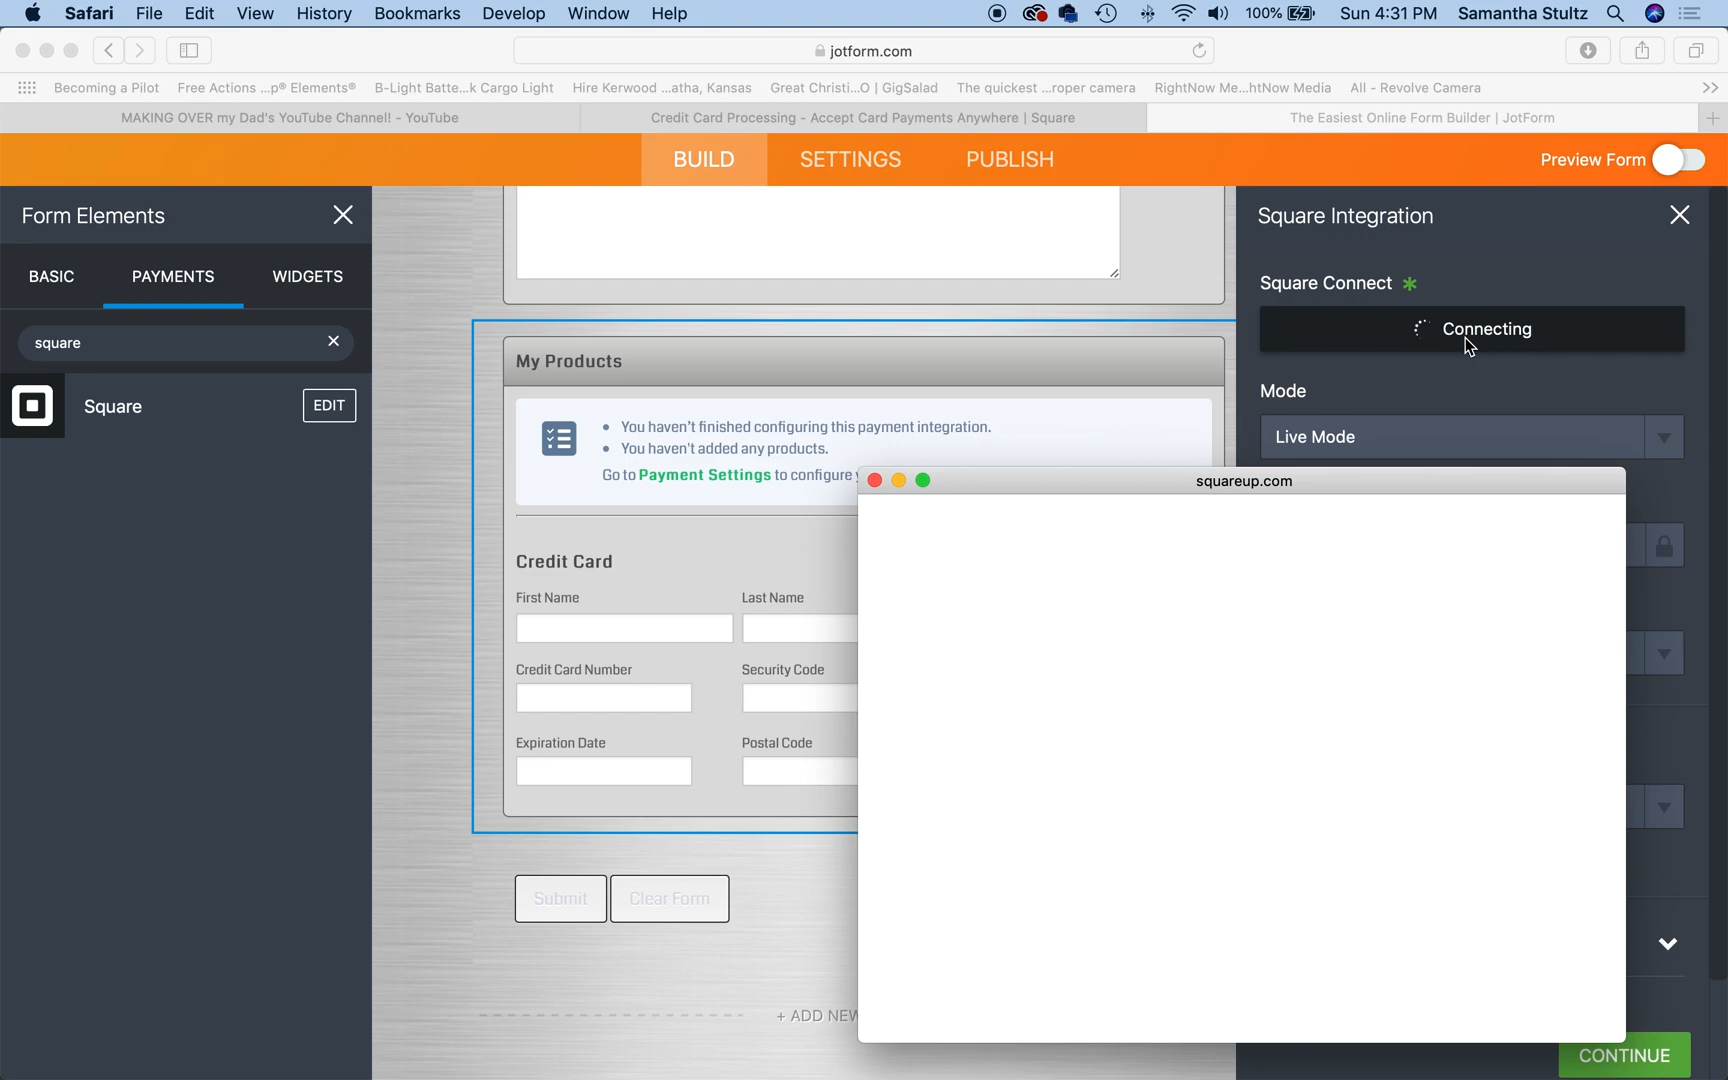 Safari File Edit View History Bookmarks Develop Window Help 100% Sun 4:31 PM Samantha Stultz
jotform.com
Becoming a Pilot Free Actions ...p® Elements® B-Light Batte...k Cargo Light Hire Kerwood ...atha, Kansas Great Christi...O | GigSalad The quickest ...roper camera RightNow Me...htNow Media All - Revolve Camera
MAKING OVER my Dad's YouTube Channel! - YouTube Credit Card Processing - Accept Card Payments Anywhere | Square The Easiest Online Form Builder | JotForm
BUILD SETTINGS PUBLISH Preview Form
Form Elements
BASIC PAYMENTS WIDGETS
square
Square EDIT
My Products
• You haven't finished configuring this payment integration.
• You haven't added any products.
Go to Payment Settings to configure
Credit Card
First Name Last Name
Credit Card Number Security Code
Expiration Date Postal Code
Submit Clear Form
+ ADD NEW
Square Integration
Square Connect
Connecting
Mode
Live Mode
squareup.com
CONTINUE